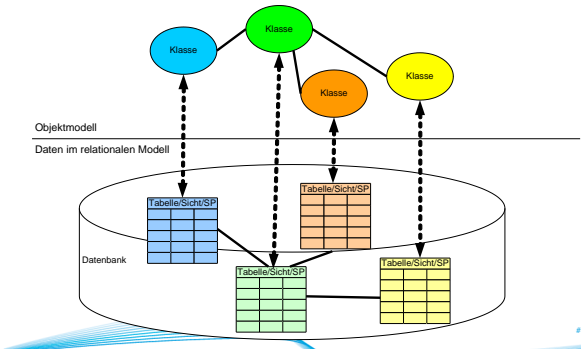 Klasse
Klasse
Klasse
Klasse
Objektmodell
Daten im relationalen Modell
Tabelle/Sicht/SP
Tabelle/Sicht/SP
Datenbank
Tabelle/Sicht/SP
Tabelle/Sicht/SP
#